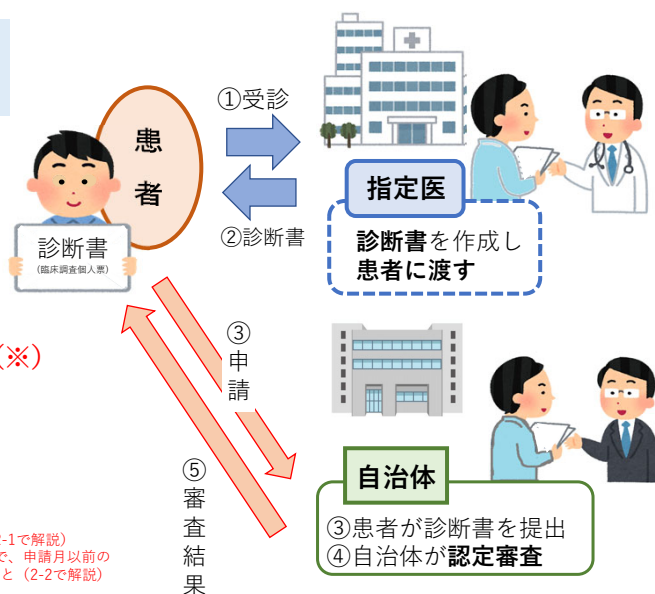 ①受診
患者
指定医
②診断書
診断書を作成し
患者に渡す
診断書
(臨床調査個人票)
③申請
(※)
⑤審査結果
自治体
③患者が診断書を提出
④自治体が認定審査
2-1で解説)
で、申請月以前の
と（2-2で解説)